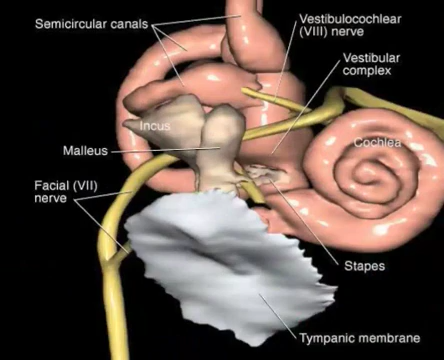 Semicircular canals
Vestibulocochlear
(VIII) nerve
Vestibular
complex
Incus
Cochlea
Malleus
Facial (VII)
nerve
Stapes
Tympanic membrane